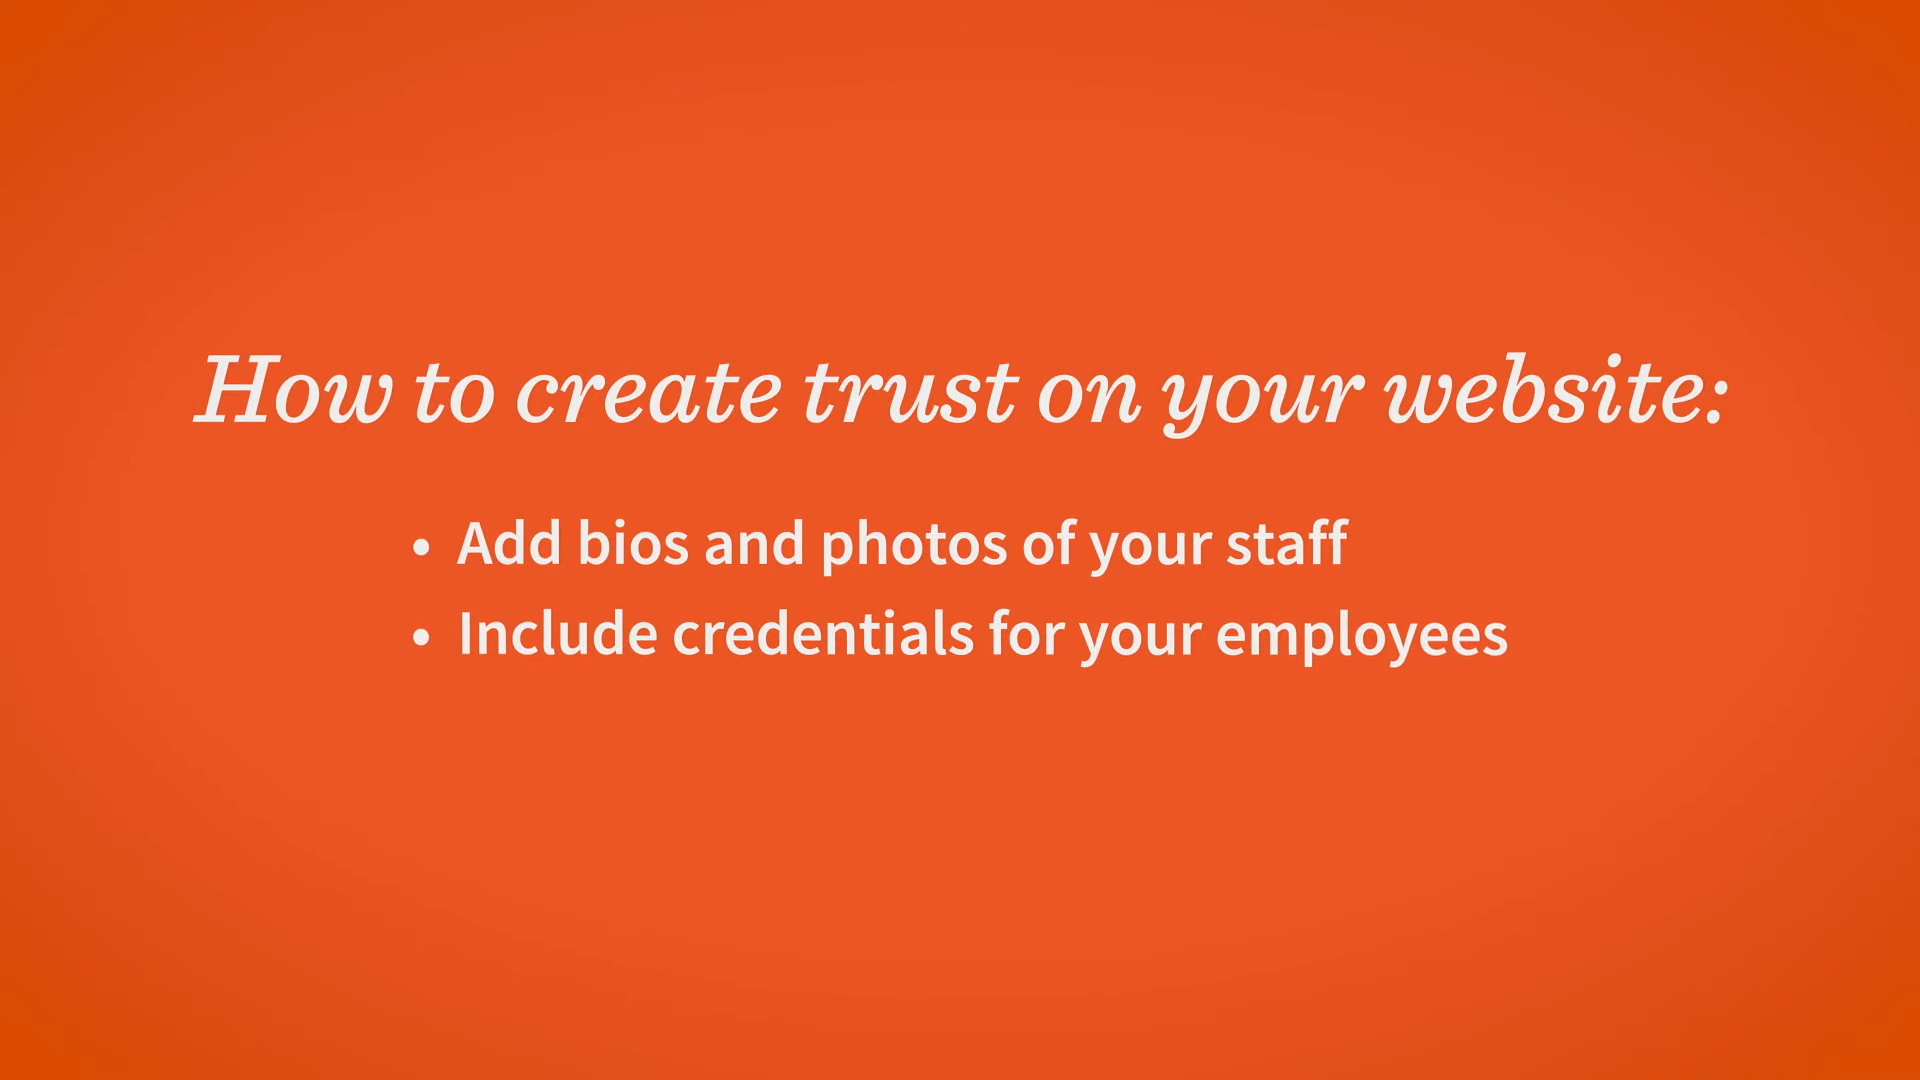 How to create trust on your website:
• Add bios and photos of your staff
• Include credentials for your employees